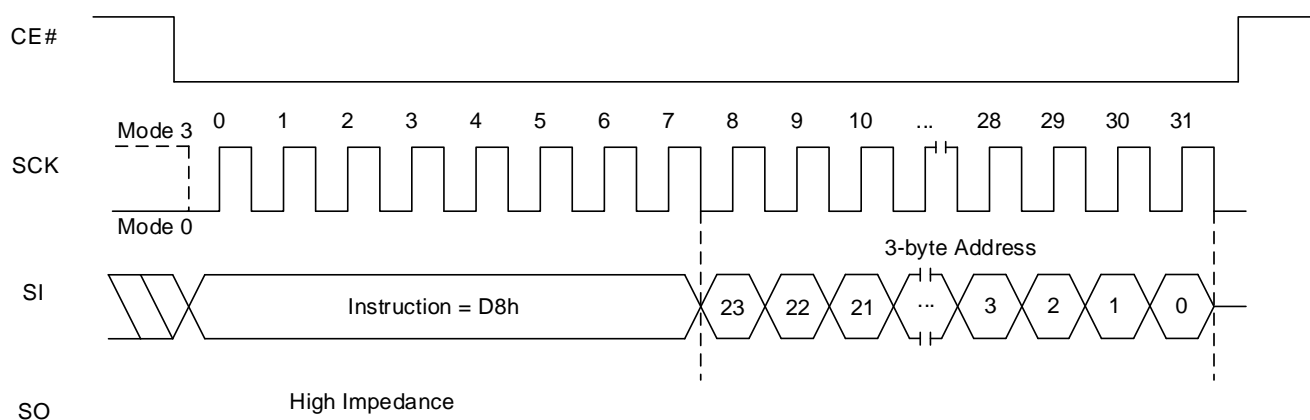 CE#
0 1 2 3 4 5 6 7 8 9 10 ... 28 29 30 31
Mode 3
SCK
Mode 0
3-byte Address
SI
Instruction = D8h 23 22 21 ... 3 2 1 0
High Impedance
SO